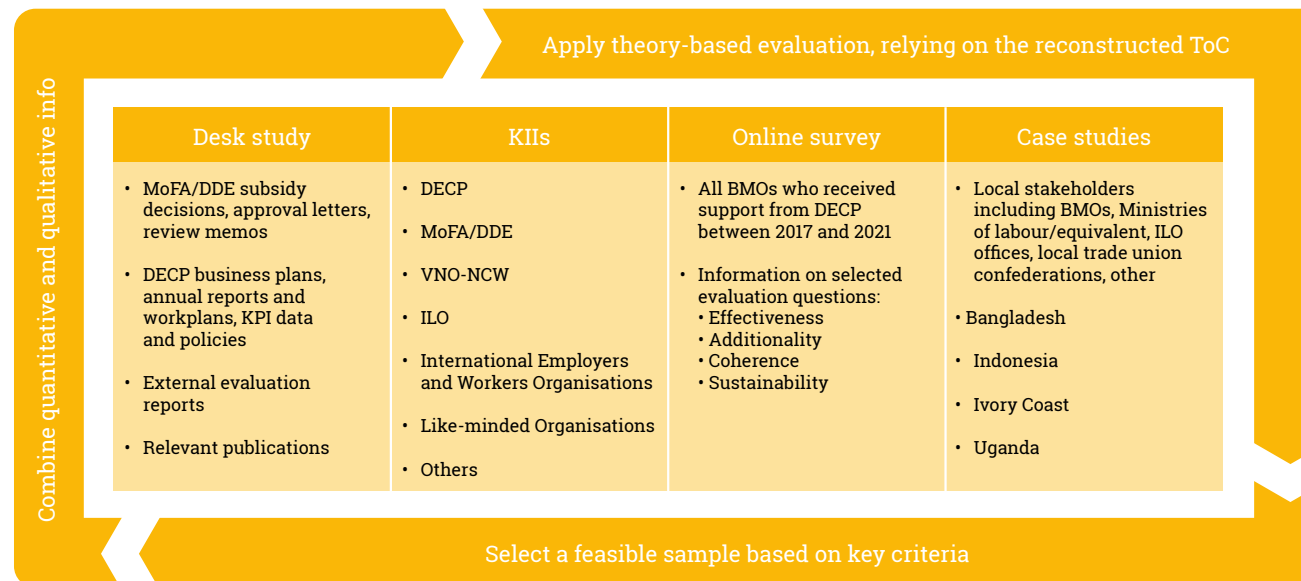 Apply theory-based evaluation, relying on the reconstructed ToC
Combine quantitative and qualitative info
Desk study
• MoFA/DDE subsidy
decisions, approval letters,
review memos
• DECP business plans,
annual reports and
workplans, KPI data
and policies
• External evaluation
reports
• Relevant publications
KIIs
• DECP
• MoFA/DDE
• VNO-NCW
• ILO
• International Employers
and Workers Organisations
• Like-minded Organisations
• Others
Online survey
• All BMOs who received
support from DECP
between 2017 and 2021
• Information on selected
evaluation questions:
• Effectiveness
• Additionality
• Coherence
• Sustainability
Case studies
• Local stakeholders
including BMOs, Ministries
of labour/equivalent, ILO
offices, local trade union
confederations, other
• Bangladesh
• Indonesia
• Ivory Coast
• Uganda
Select a feasible sample based on key criteria